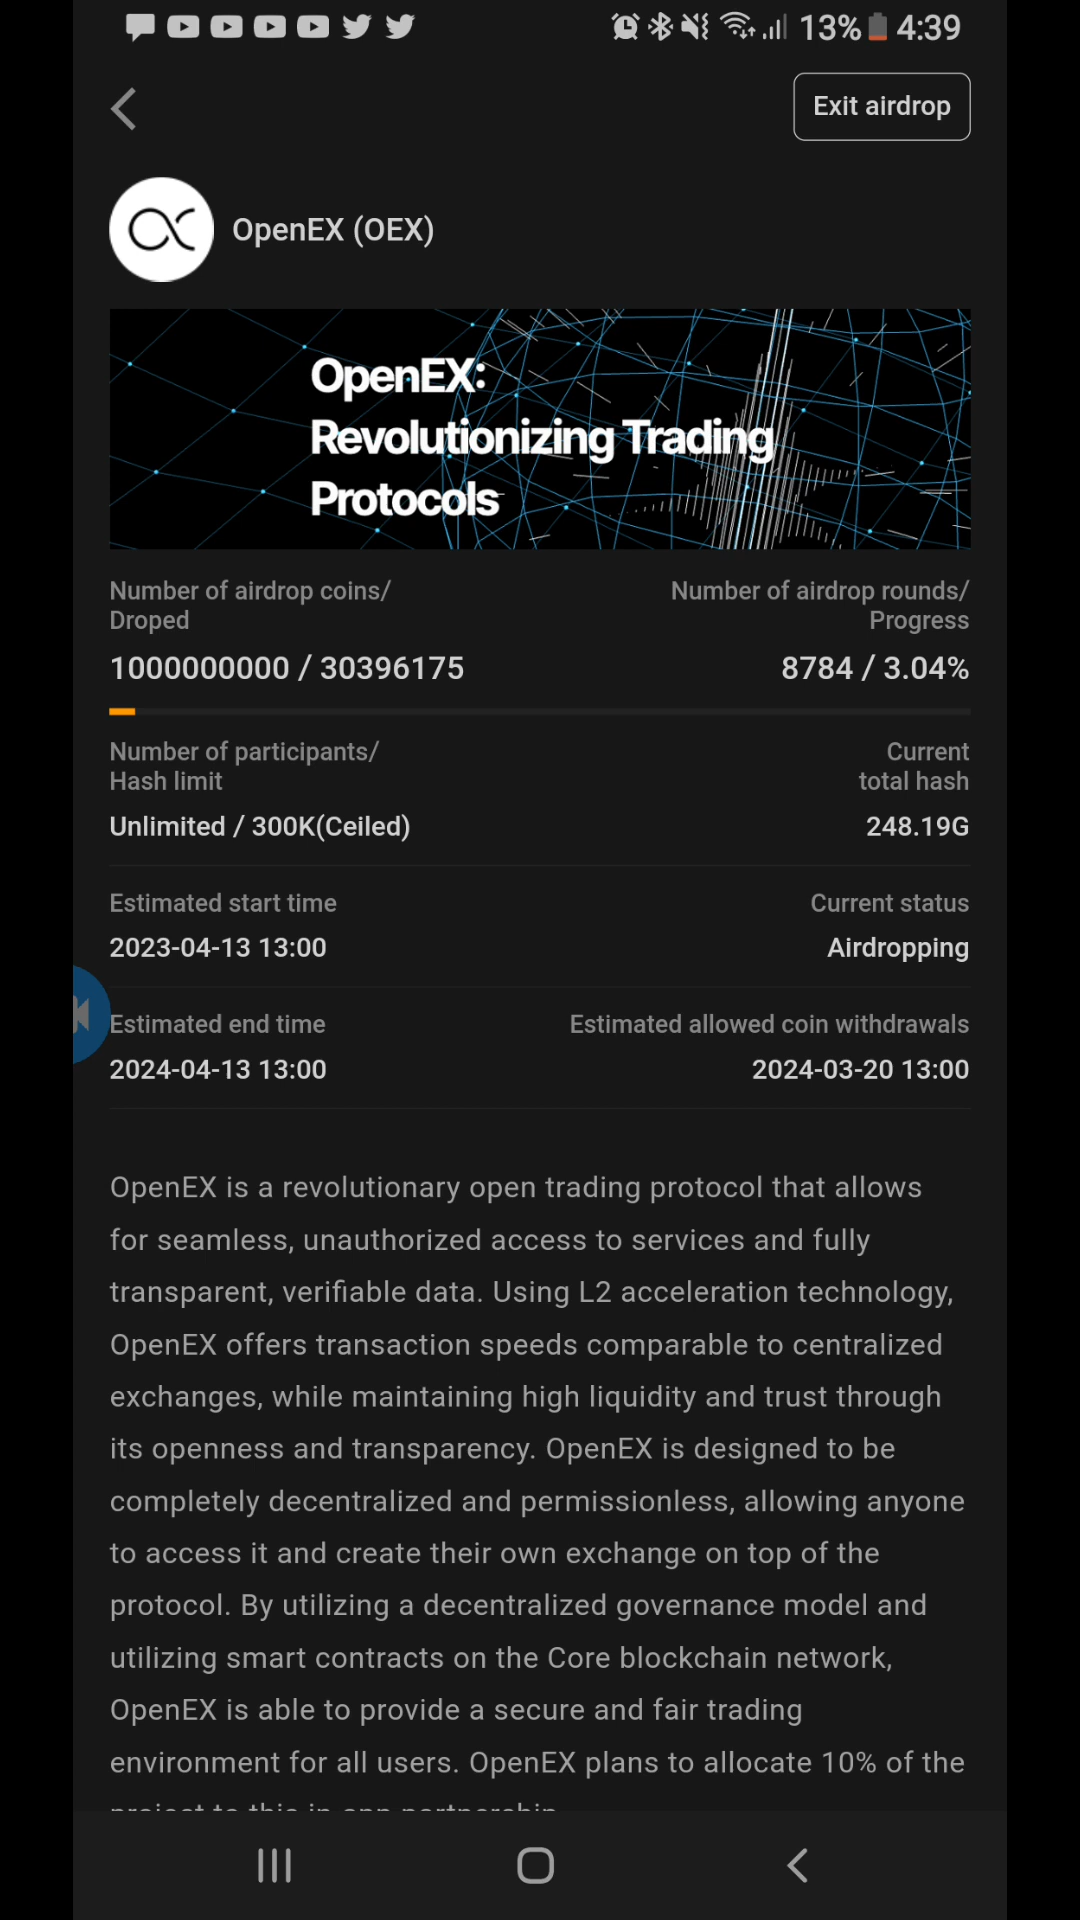 13% 4:39
Exit airdrop
OpenEX (OEX)
OpenEX:
Revolutionizing Trading
Protocols
Number of airdrop coins/
Droped
Number of airdrop rounds/
Progress
1000000000 / 30396175
8784 / 3.04%
Number of participants/
Hash limit
Current
total hash
Unlimited / 300K(Ceiled)
248.19G
Estimated start time
Current status
2023-04-13 13:00
Airdropping
Estimated end time
Estimated allowed coin withdrawals
2024-04-13 13:00
2024-03-20 13:00
OpenEX is a revolutionary open trading protocol that allows
for seamless, unauthorized access to services and fully
transparent, verifiable data. Using L2 acceleration technology,
OpenEX offers transaction speeds comparable to centralized
exchanges, while maintaining high liquidity and trust through
its openness and transparency. OpenEX is designed to be
completely decentralized and permissionless, allowing anyone
to access it and create their own exchange on top of the
protocol. By utilizing a decentralized governance model and
utilizing smart contracts on the Core blockchain network,
OpenEX is able to provide a secure and fair trading
environment for all users. OpenEX plans to allocate 10% of the
project to this in-app partnership